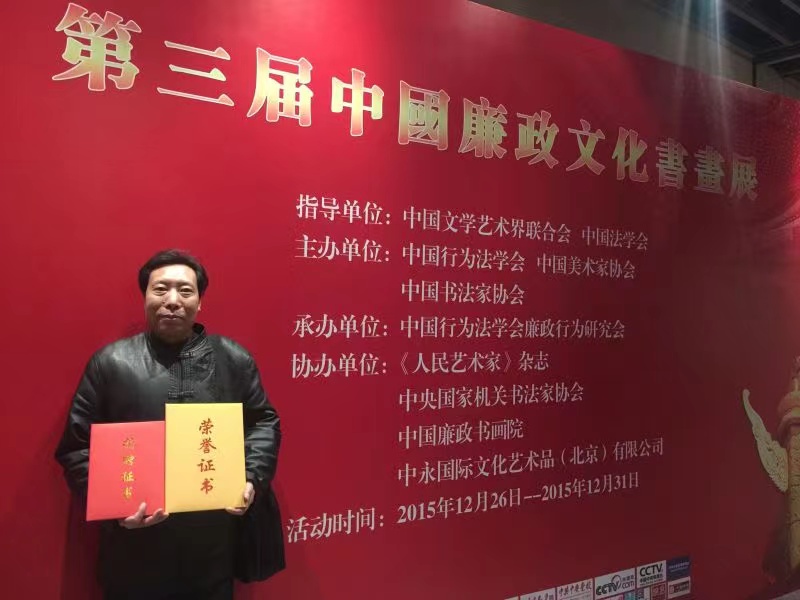 第三届中國廉政文化書畫展
指导单位：中国文学艺术界联合会 中国法学会
主办单位：中国行为法学会 中国美术家协会
中国书法家协会
承办单位：中国行为法学会廉政行为研究会
协办单位：《人民艺术家》杂志
中央国家机关书法家协会
中国廉政书画院
中永国际文化艺术品（北京）有限公司
活动时间：2015年12月26日--2015年12月31日
荣誉证书
证书
CCTV
com
CCTV